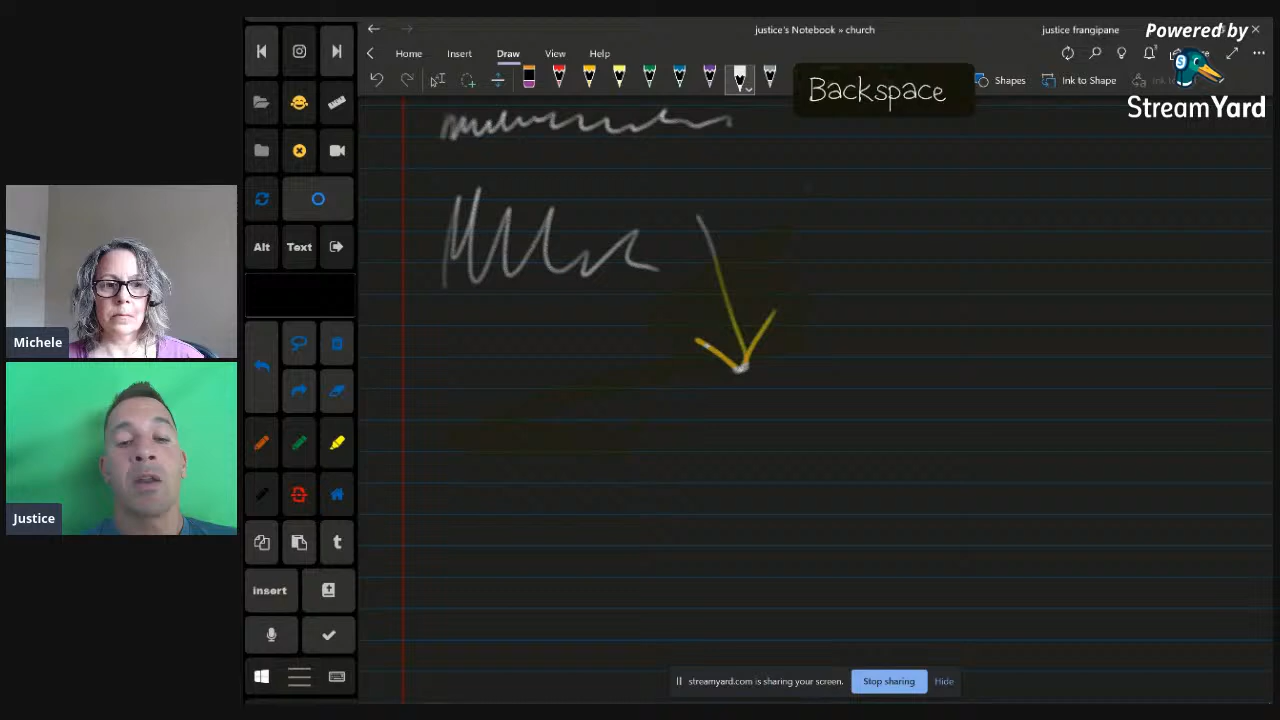 Powered by
StreamYard
justice's Notebook » church
justice frangipane
Home Insert Draw View Help
Backspace
Shapes
Ink to Shape
Alt Text
Michele
Justice
t
insert
streamyard.com is sharing your screen.
Stop sharing
Hide